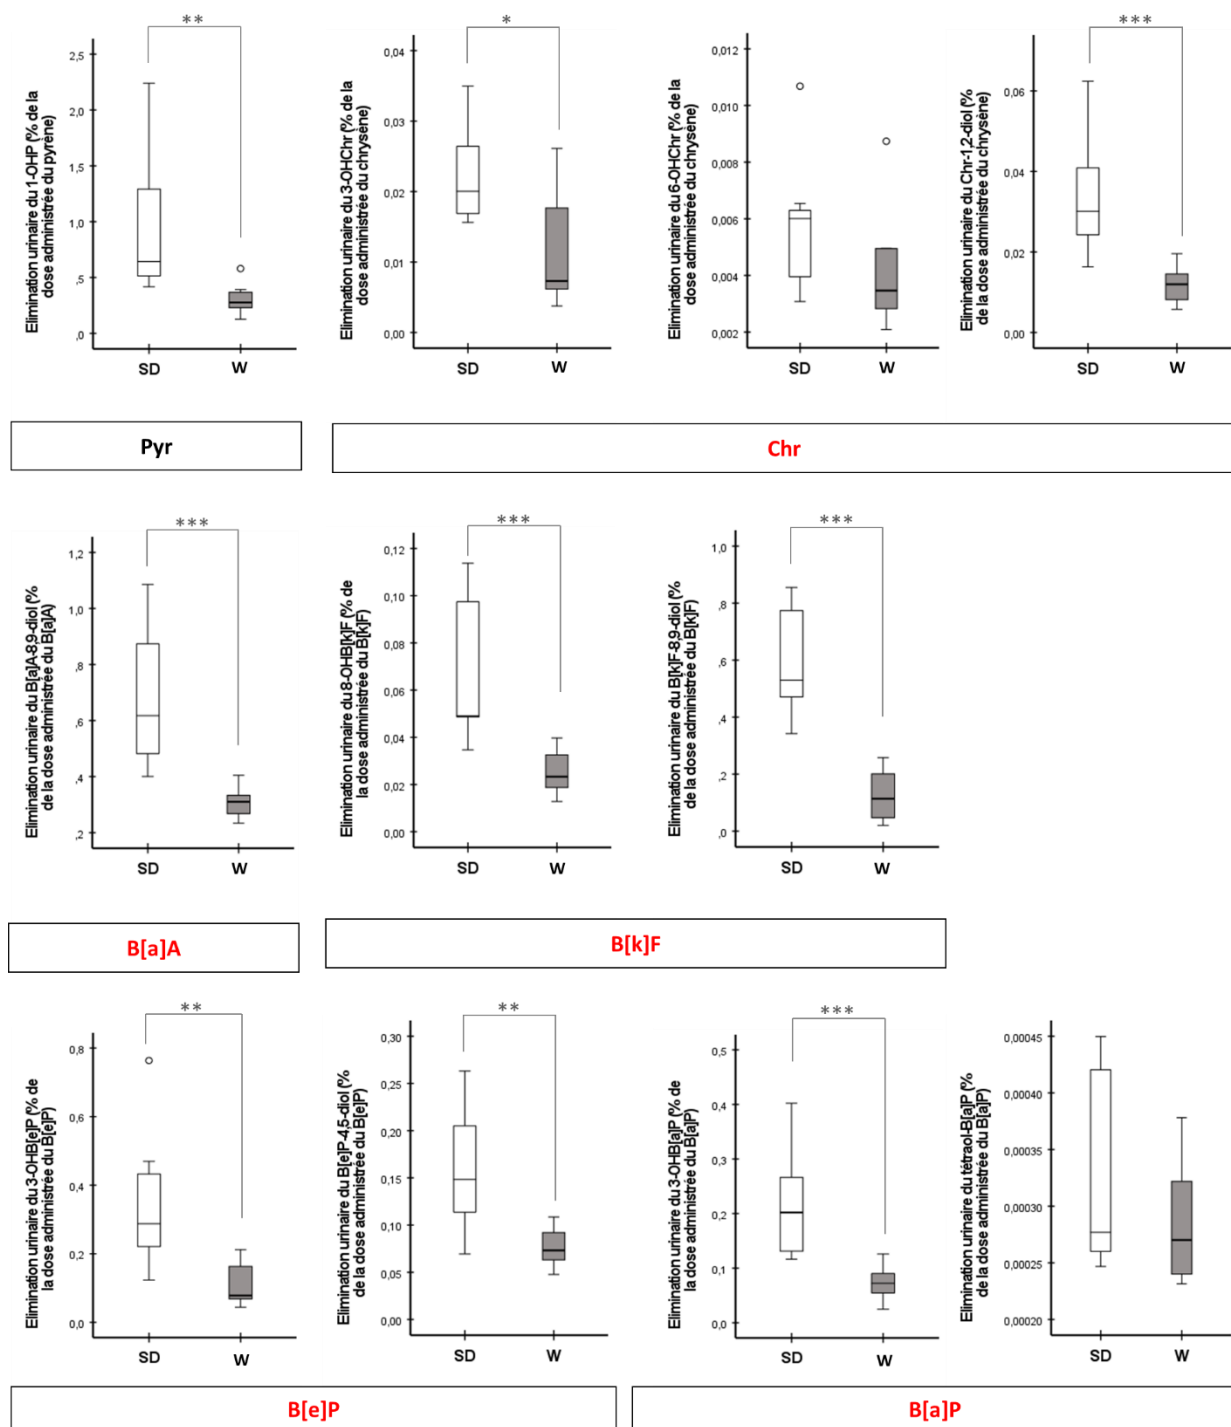 **
Elimination urinaire du 1-OHP (% de la
dose administrée du pyrène)
2,5
2,0
1,5
1,0
,5
,0
SD
W
*
Elimination urinaire du 3-OHChr (% de la
dose administrée du chrysène)
0,04
0,03
0,02
0,01
0,00
SD
W
Elimination urinaire du 6-OHChr (% de la
dose administrée du chrysène)
0,012
0,010
0,008
0,006
0,004
0,002
SD
W
***
Elimination urinaire du Chr-1,2-diol (%
de la dose administrée du chrysène)
0,06
0,04
0,02
0,00
SD
W
Pyr
Chr
***
Elimination urinaire du B[a]A-8,9-diol (%
de la dose administrée du B[a]A)
1,2
1,0
,8
,6
,4
,2
SD
W
***
Elimination urinaire du 8-OHB[k]F (% de
la dose administrée du B[k]F)
0,12
0,10
0,08
0,06
0,04
0,02
0,00
SD
W
***
Elimination urinaire du B[k]F-8,9-diol (%
de la dose administrée du B[k]F)
1,0
,8
,6
,4
,2
,0
SD
W
B[a]A
B[k]F
**
Elimination urinaire du 3-OHB[e]P (% de
la dose administrée du B[e]P)
0,8
0,6
0,4
0,2
0,0
SD
W
**
Elimination urinaire du B[e]P-4,5-diol (%
de la dose administrée du B[e]P)
0,30
0,25
0,20
0,15
0,10
0,05
0,00
SD
W
***
Elimination urinaire du 3-OHB[a]P (% de
la dose administrée du B[a]P)
0,5
0,4
0,3
0,2
0,1
0,0
SD
W
Elimination urinaire du tétraol-B[a]P (%
de la dose administrée du B[a]P)
0,00045
0,00040
0,00035
0,00030
0,00025
0,00020
SD
W
B[e]P
B[a]P